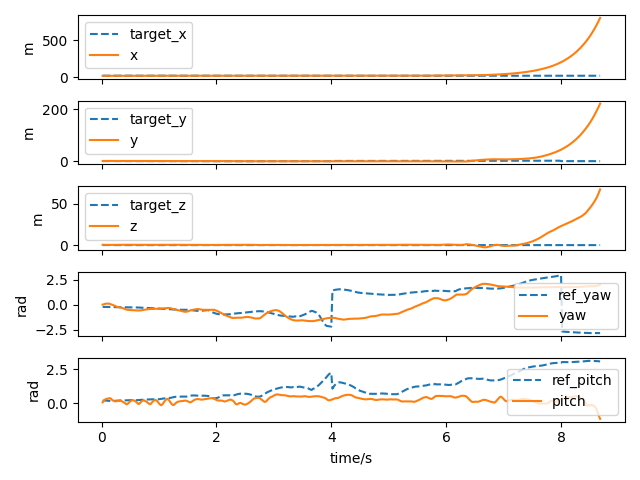 500
0
m
target_x
x
200
0
m
target_y
y
50
0
m
target_z
z
2.5
0.0
−2.5
rad
ref_yaw
yaw
2.5
0.0
rad
ref_pitch
pitch
0 2 4 6 8
time/s